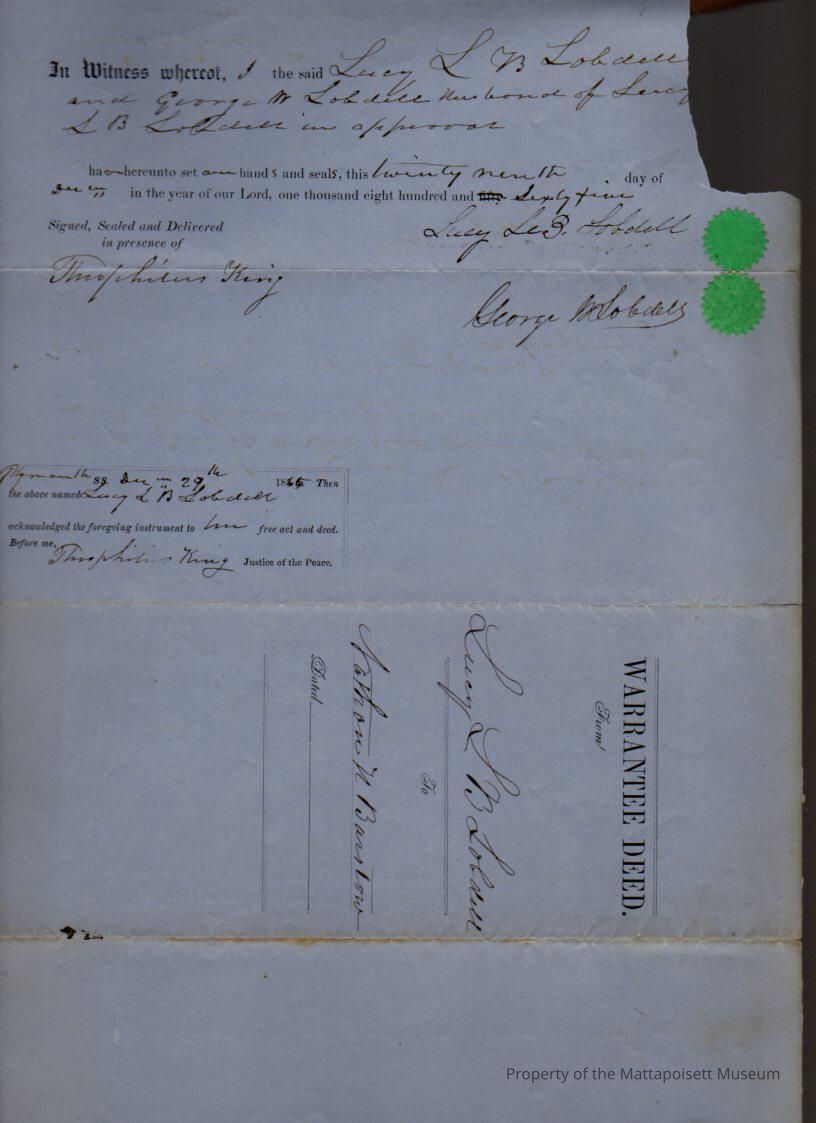 In Witness whereof, I the said Lucy L B Lobdell
and George W Lobdell Husband of Lucy
L B Lobdell in approval
have hereunto set our hands and seals, this twenty ninth day of
Dec in the year of our Lord, one thousand eight hundred and fifty Sixty five
Signed, Sealed and Delivered
in presence of
Lucy L. B. Lobdell
Theophilus King
George W Lobdell
Plymouth ss. Dec 29th 1865 Then
the above named Lucy L B Lobdell
acknowledged the foregoing instrument to free act and deed.
Before me,
Theophilus King Justice of the Peace.
WARRANTEE DEED.
From
Lucy L B Lobdell
To
Nathan H Barstow
Dated
Property of the Mattapoisett Museum